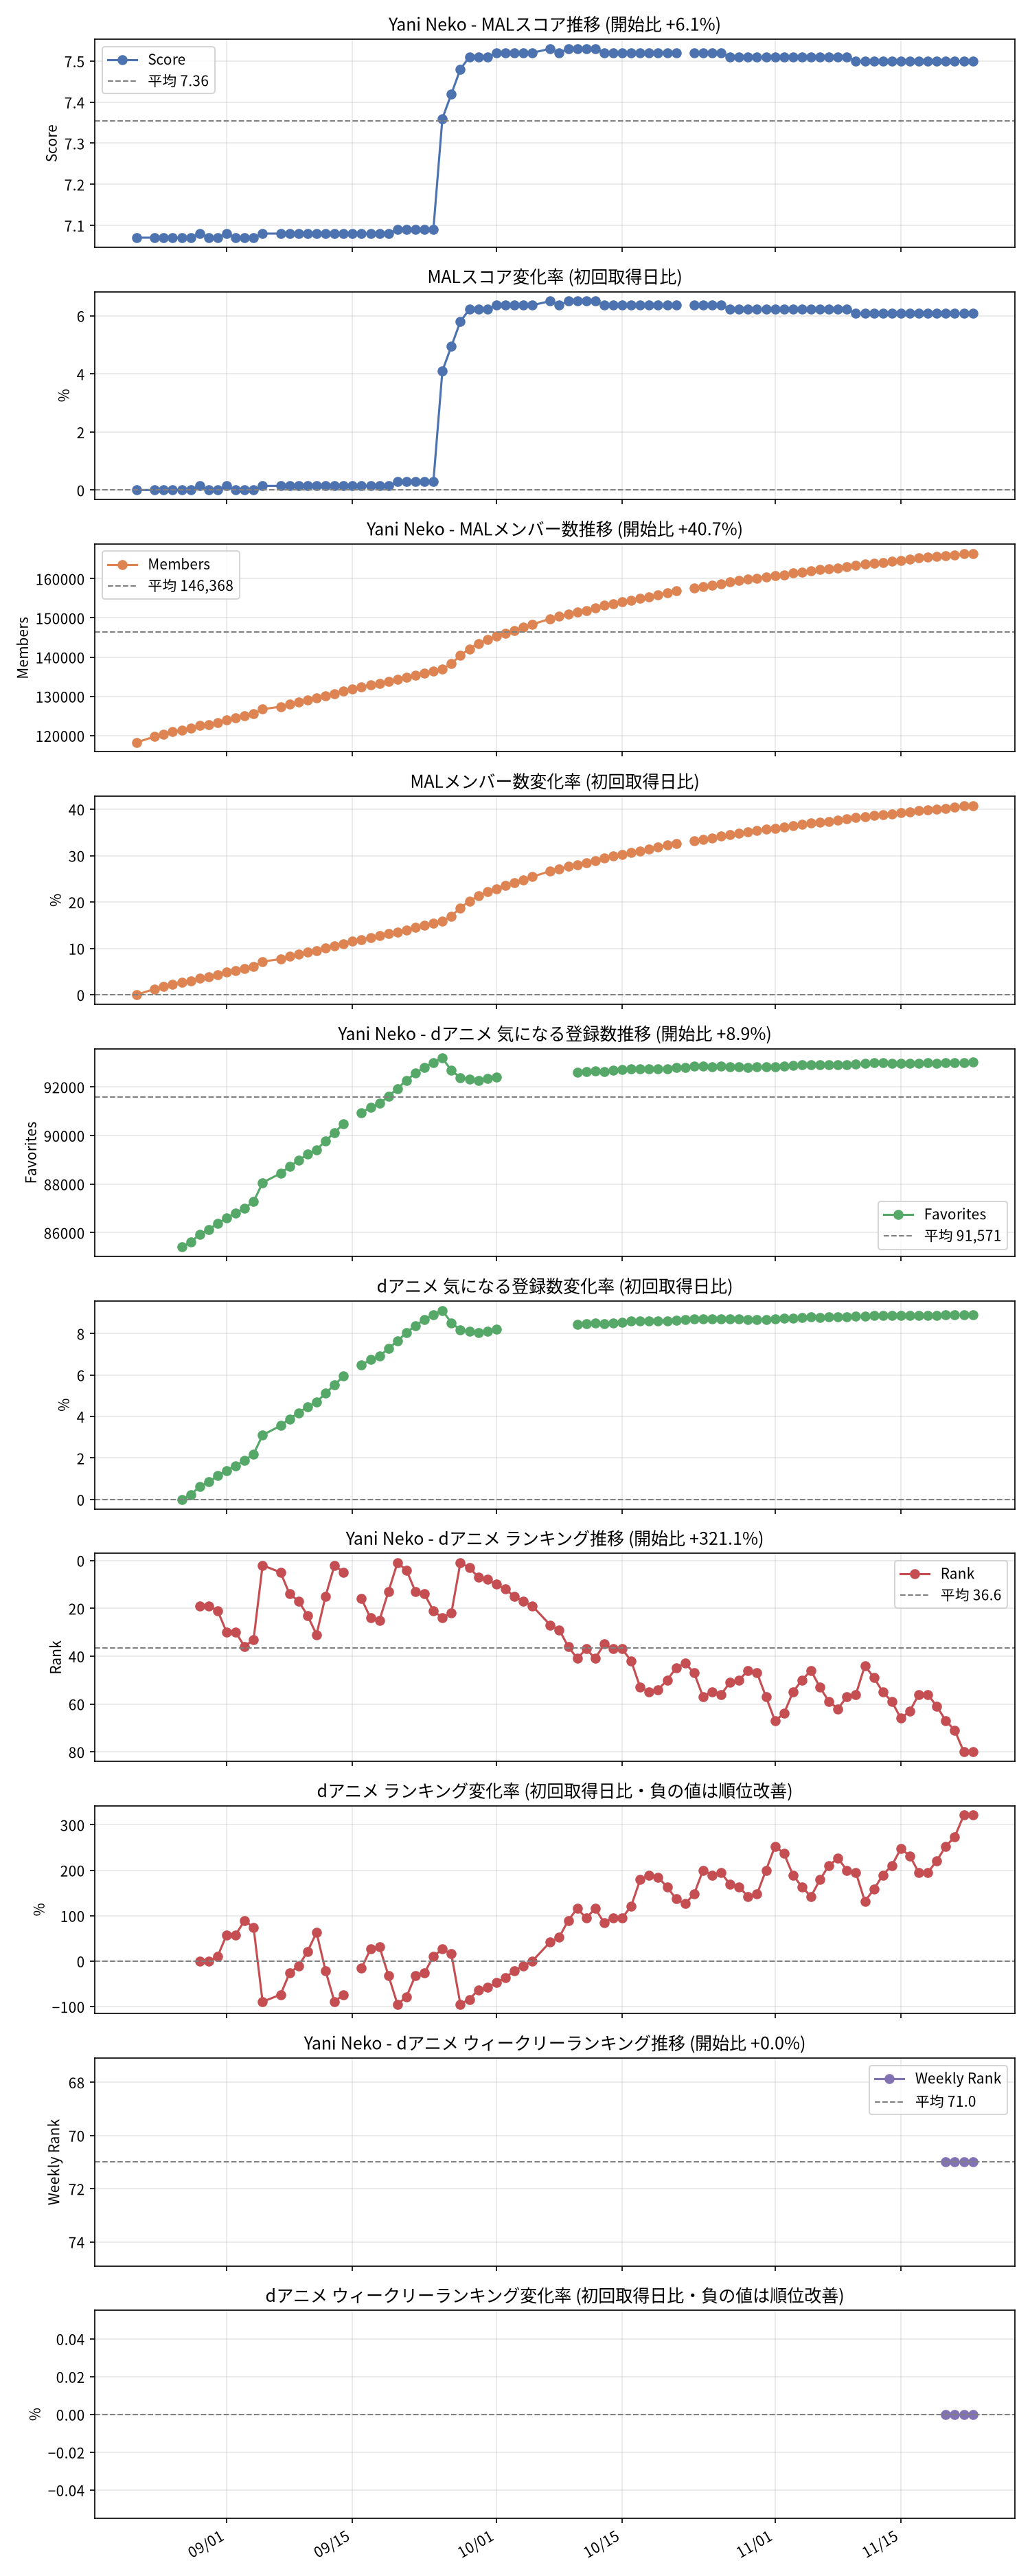 Yani Neko - MALスコア推移 (開始比 +6.1%)
Score
平均 7.36
Score
7.5
7.4
7.3
7.2
7.1
MALスコア変化率 (初回取得日比)
%
6
4
2
0
Yani Neko - MALメンバー数推移 (開始比 +40.7%)
Members
平均 146,368
Members
160000
150000
140000
130000
120000
MALメンバー数変化率 (初回取得日比)
%
40
30
20
10
0
Yani Neko - dアニメ 気になる登録数推移 (開始比 +8.9%)
Favorites
92000
90000
88000
86000
Favorites
平均 91,571
dアニメ 気になる登録数変化率 (初回取得日比)
%
8
6
4
2
0
Yani Neko - dアニメ ランキング推移 (開始比 +321.1%)
Rank
平均 36.6
Rank
0
20
40
60
80
dアニメ ランキング変化率 (初回取得日比・負の値は順位改善)
%
300
200
100
0
−100
Yani Neko - dアニメ ウィークリーランキング推移 (開始比 +0.0%)
Weekly Rank
平均 71.0
Weekly Rank
68
70
72
74
dアニメ ウィークリーランキング変化率 (初回取得日比・負の値は順位改善)
%
0.04
0.02
0.00
−0.02
−0.04
09/01
09/15
10/01
10/15
11/01
11/15